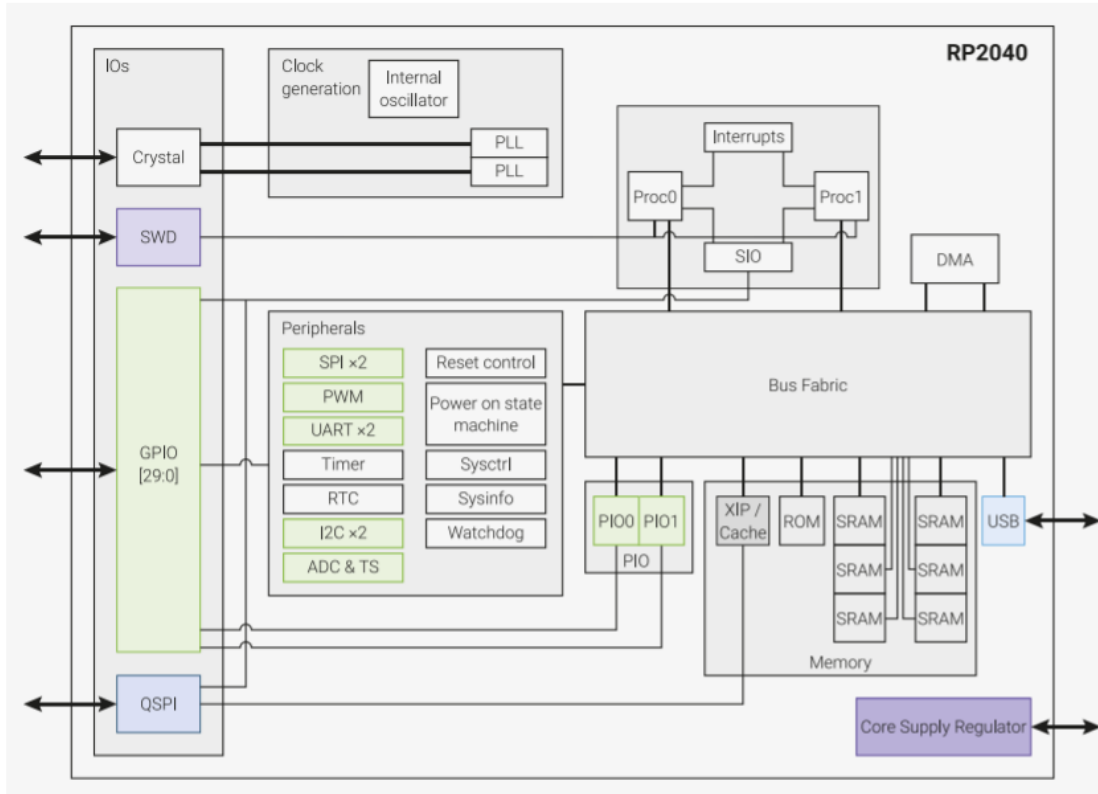 RP2040
IOs
Crystal
SWD
GPIO
[29:0]
QSPI
Clock
generation
Internal
oscillator
PLL
PLL
Interrupts
Proc0
Proc1
SIO
DMA
Peripherals
SPI ×2
PWM
UART ×2
Timer
RTC
I2C ×2
ADC & TS
Reset control
Power on state
machine
Sysctrl
Sysinfo
Watchdog
Bus Fabric
PIO0
PIO1
PIO
XIP /
Cache
ROM
SRAM
SRAM
SRAM
SRAM
SRAM
SRAM
Memory
USB
Core Supply Regulator